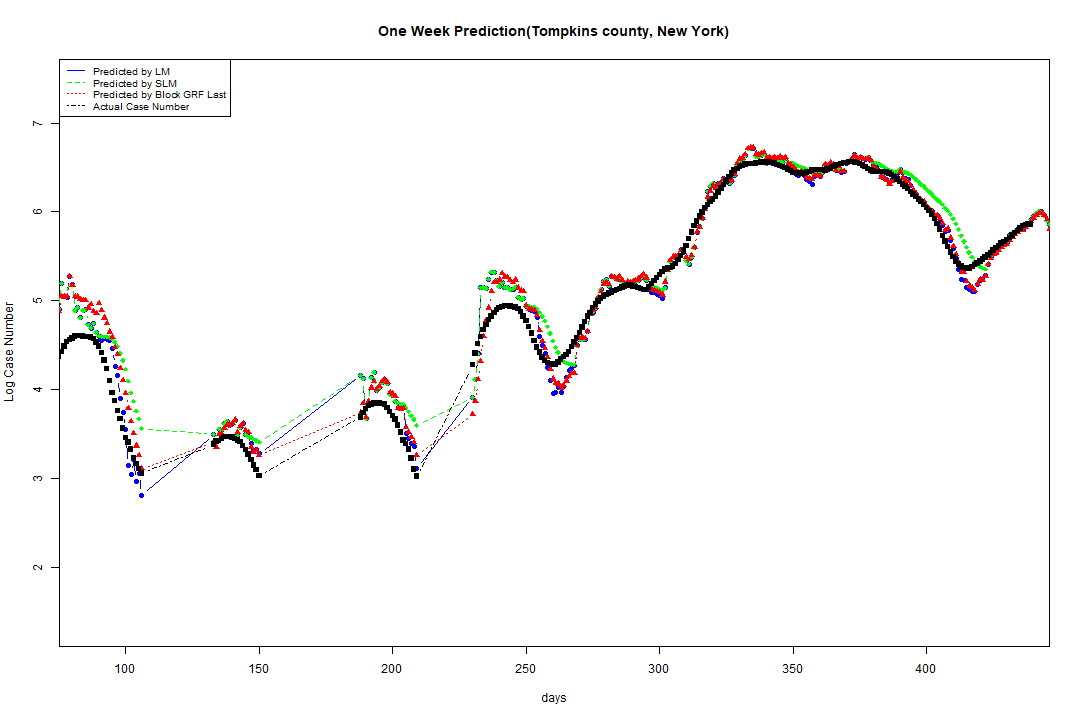 One Week Prediction(Tompkins county, New York)
Predicted by LM
Predicted by SLM
Predicted by Block GRF Last
Actual Case Number
Log Case Number
7
6
5
4
3
2
100 150 200 250 300 350 400
days